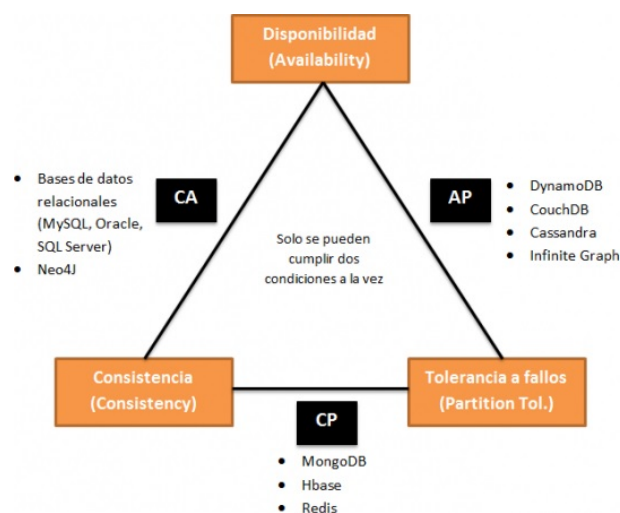 Disponibilidad
(Availability)
• Bases de datos
relacionales
(MySQL, Oracle,
SQL Server)
• Neo4J
CA
AP
• DynamoDB
• CouchDB
• Cassandra
• Infinite Graph
Solo se pueden
cumplir dos
condiciones a la vez
Consistencia
(Consistency)
Tolerancia a fallos
(Partition Tol.)
CP
• MongoDB
• Hbase
• Redis